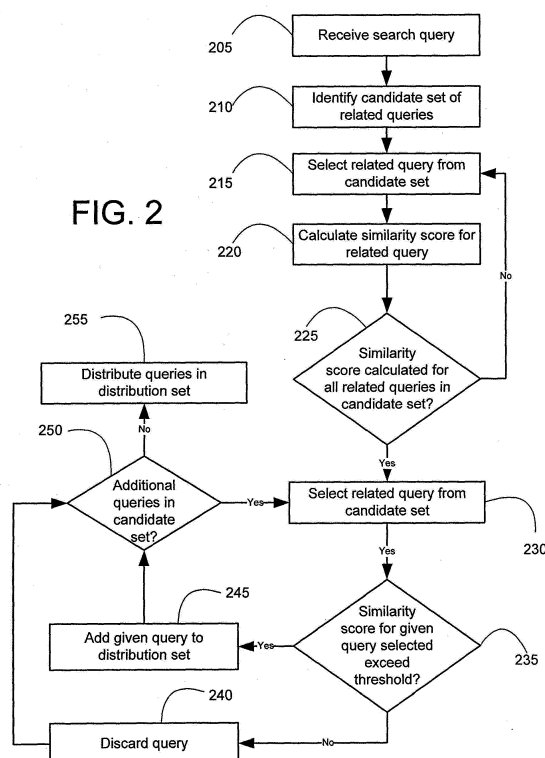 205
Receive search query
210
Identify candidate set of
related queries
215
Select related query from
candidate set
FIG. 2
220
Calculate similarity score for
related query
No
225
Similarity
score calculated for
all related queries in
candidate set?
255
Distribute queries in
distribution set
No
250
Additional
queries in
candidate
set?
Yes
Yes
Select related query from
candidate set
230
Yes
245
Add given query to
distribution set
Yes
Similarity
score for given
query selected
exceed
threshold?
235
240
Discard query
No